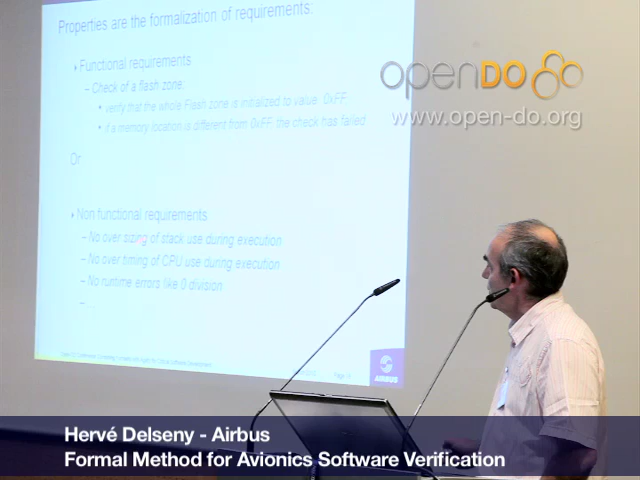 Properties are the formalization of requirements:
Functional requirements
– Check of a flash zone:
• verify that the whole Flash zone is initialized to value: 0xFF
• if a memory location is different from 0xFF, the check has failed
Or
Non functional requirements
– No over sizing of stack use during execution
– No over timing of CPU use during execution
– No runtime errors like 0 division
– ...
Page
AIRBUS
openDO
www.open-do.org
Hervé Delseny - Airbus
Formal Method for Avionics Software Verification